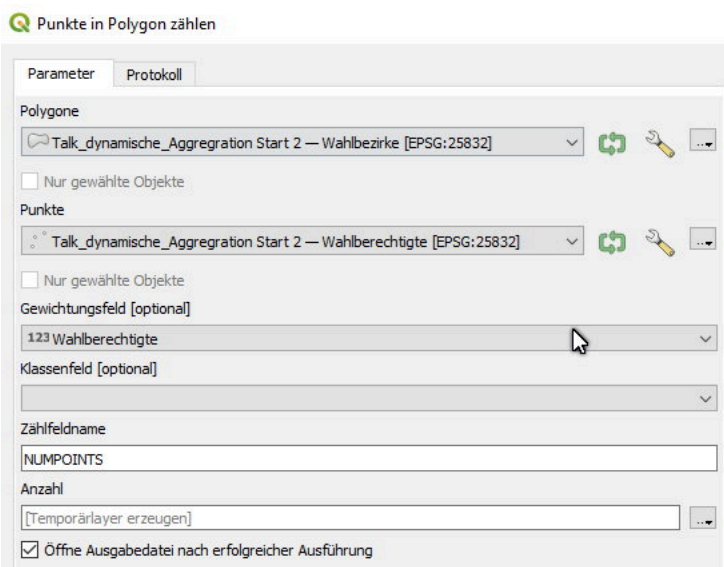 Punkte in Polygon zählen
Parameter Protokoll
Polygone
Talk_dynamische_Aggregration Start 2 — Wahlbezirke [EPSG:25832]
Nur gewählte Objekte
Punkte
Talk_dynamische_Aggregration Start 2 — Wahlberechtigte [EPSG:25832]
Nur gewählte Objekte
Gewichtungsfeld [optional]
123 Wahlberechtigte
Klassenfeld [optional]
Zählfeldname
NUMPOINTS
Anzahl
[Temporärlayer erzeugen]
Öffne Ausgabedatei nach erfolgreicher Ausführung